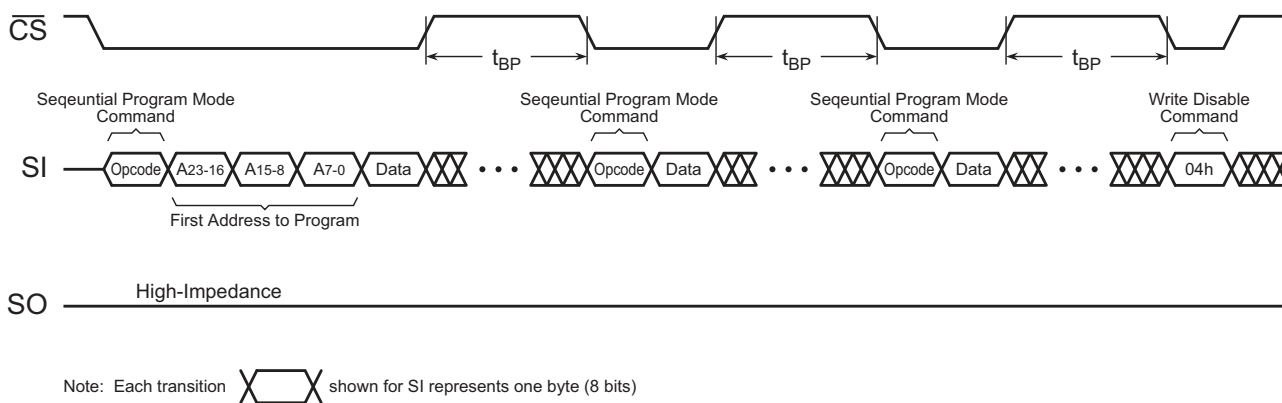 CS
tBP tBP tBP
Seqeuntial Program Mode Command
Seqeuntial Program Mode Command
Seqeuntial Program Mode Command
Write Disable Command
SI Opcode A23-16 A15-8 A7-0 Data • • • Opcode Data • • • Opcode Data • • • 04h
First Address to Program
High-Impedance
SO
Note: Each transition shown for SI represents one byte (8 bits)